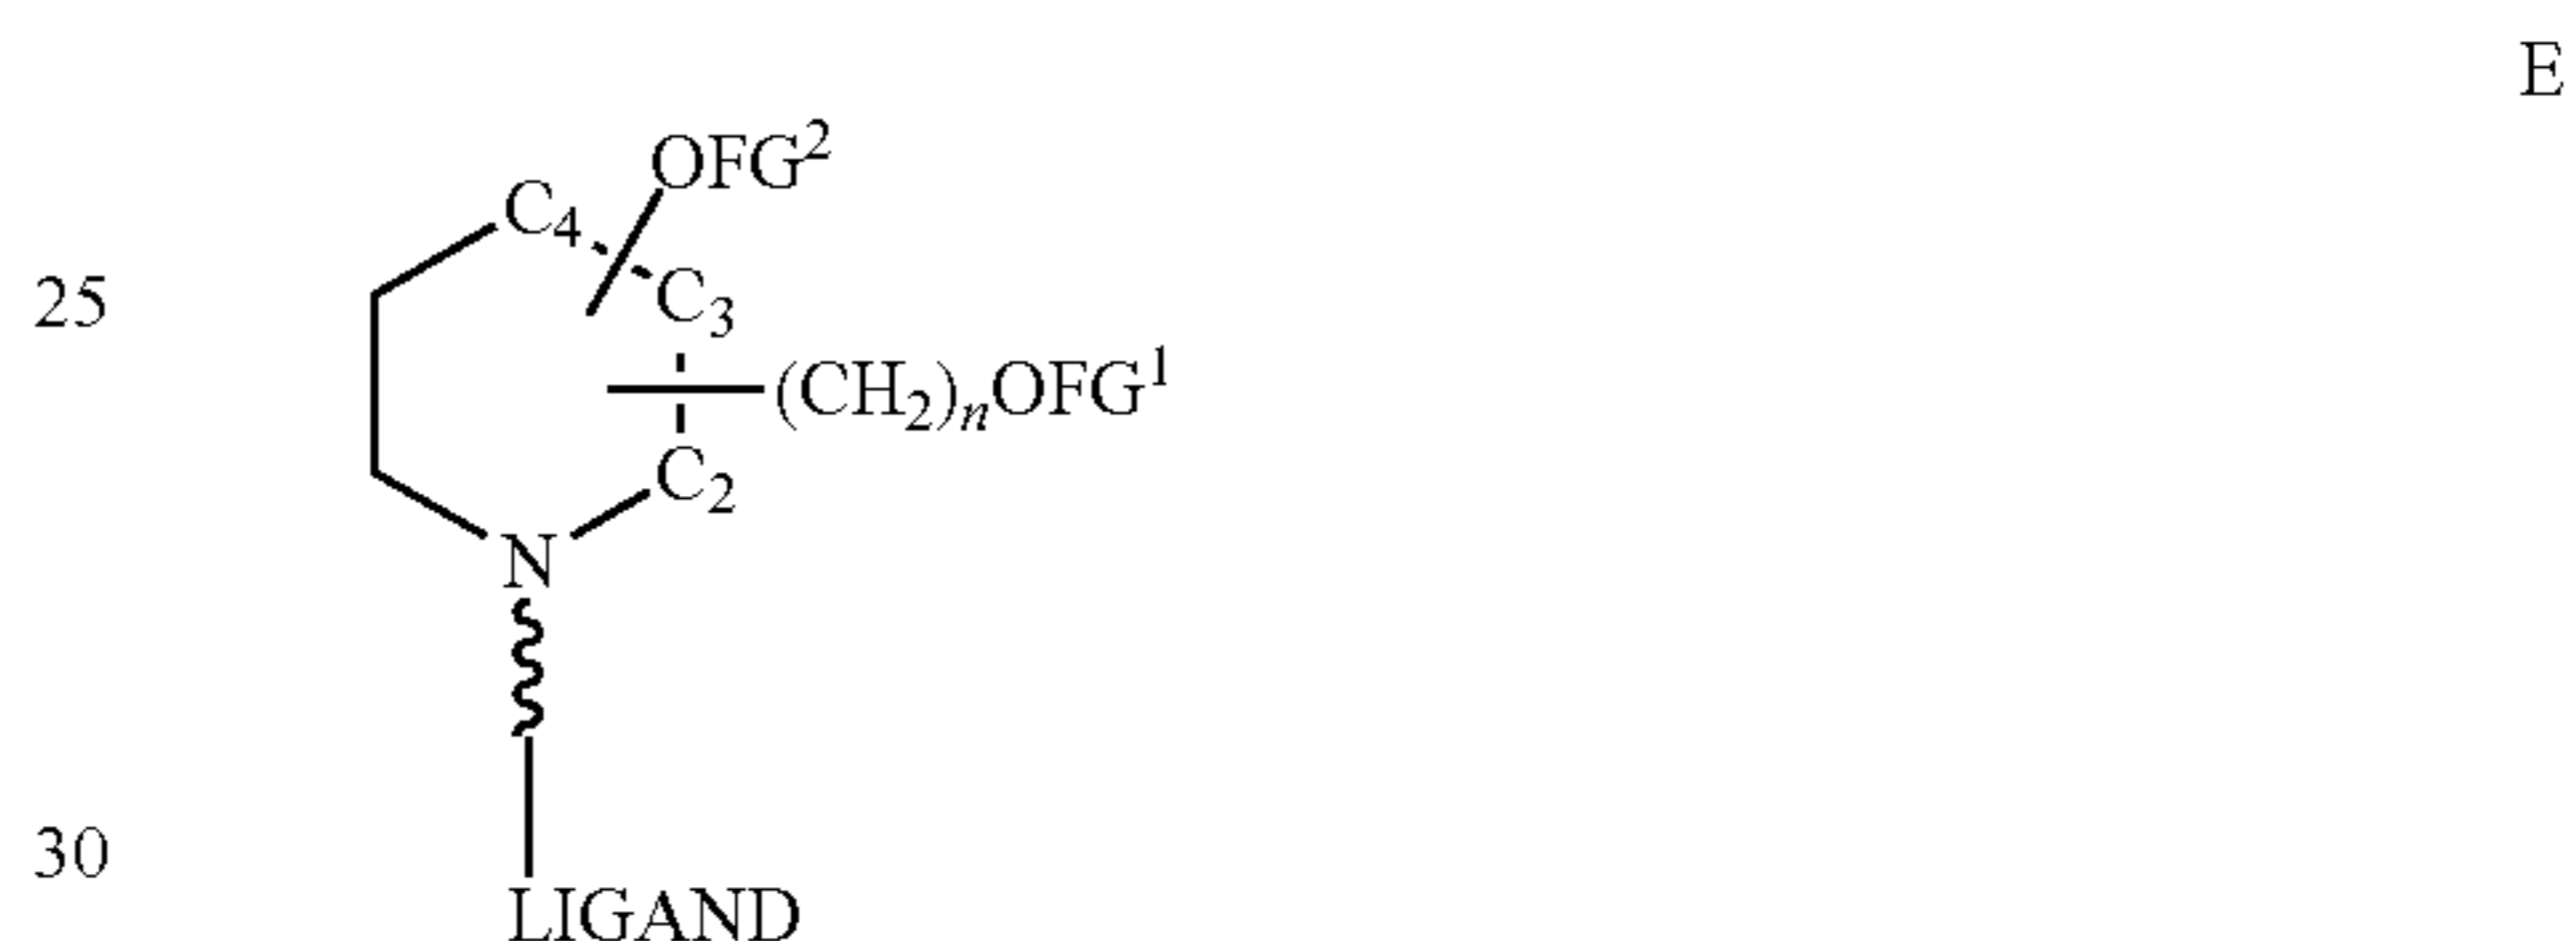 E
OFG²
C₄
25
C₃
(CH₂)ₙOFG¹
C₂
N
30
LIGAND